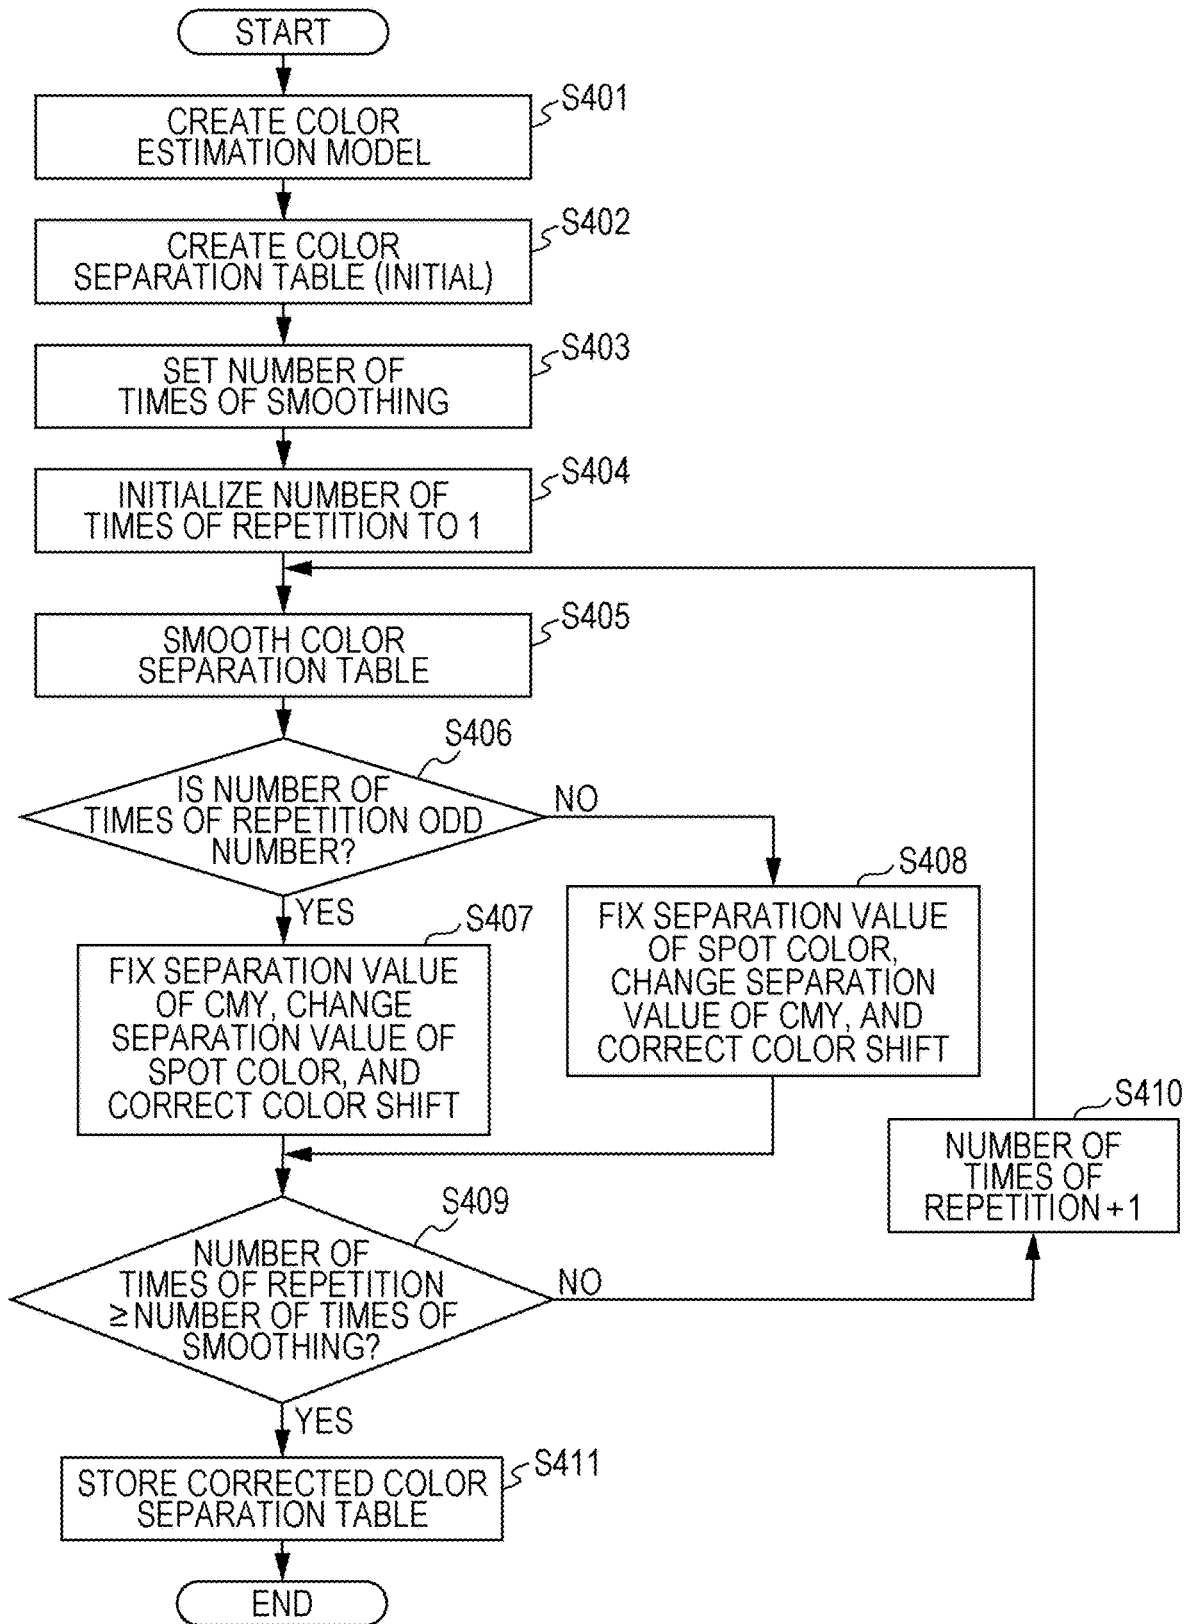 START
S401
CREATE COLOR
ESTIMATION MODEL
S402
CREATE COLOR
SEPARATION TABLE (INITIAL)
S403
SET NUMBER OF
TIMES OF SMOOTHING
S404
INITIALIZE NUMBER OF
TIMES OF REPETITION TO 1
S405
SMOOTH COLOR
SEPARATION TABLE
S406
IS NUMBER OF
TIMES OF REPETITION ODD
NUMBER?
NO
YES
S407
FIX SEPARATION VALUE
OF CMY, CHANGE
SEPARATION VALUE OF
SPOT COLOR, AND
CORRECT COLOR SHIFT
S408
FIX SEPARATION VALUE
OF SPOT COLOR,
CHANGE SEPARATION
VALUE OF CMY, AND
CORRECT COLOR SHIFT
S409
NUMBER OF
TIMES OF REPETITION
≥ NUMBER OF TIMES OF
SMOOTHING?
NO
S410
NUMBER OF
TIMES OF
REPETITION +1
YES
S411
STORE CORRECTED COLOR
SEPARATION TABLE
END